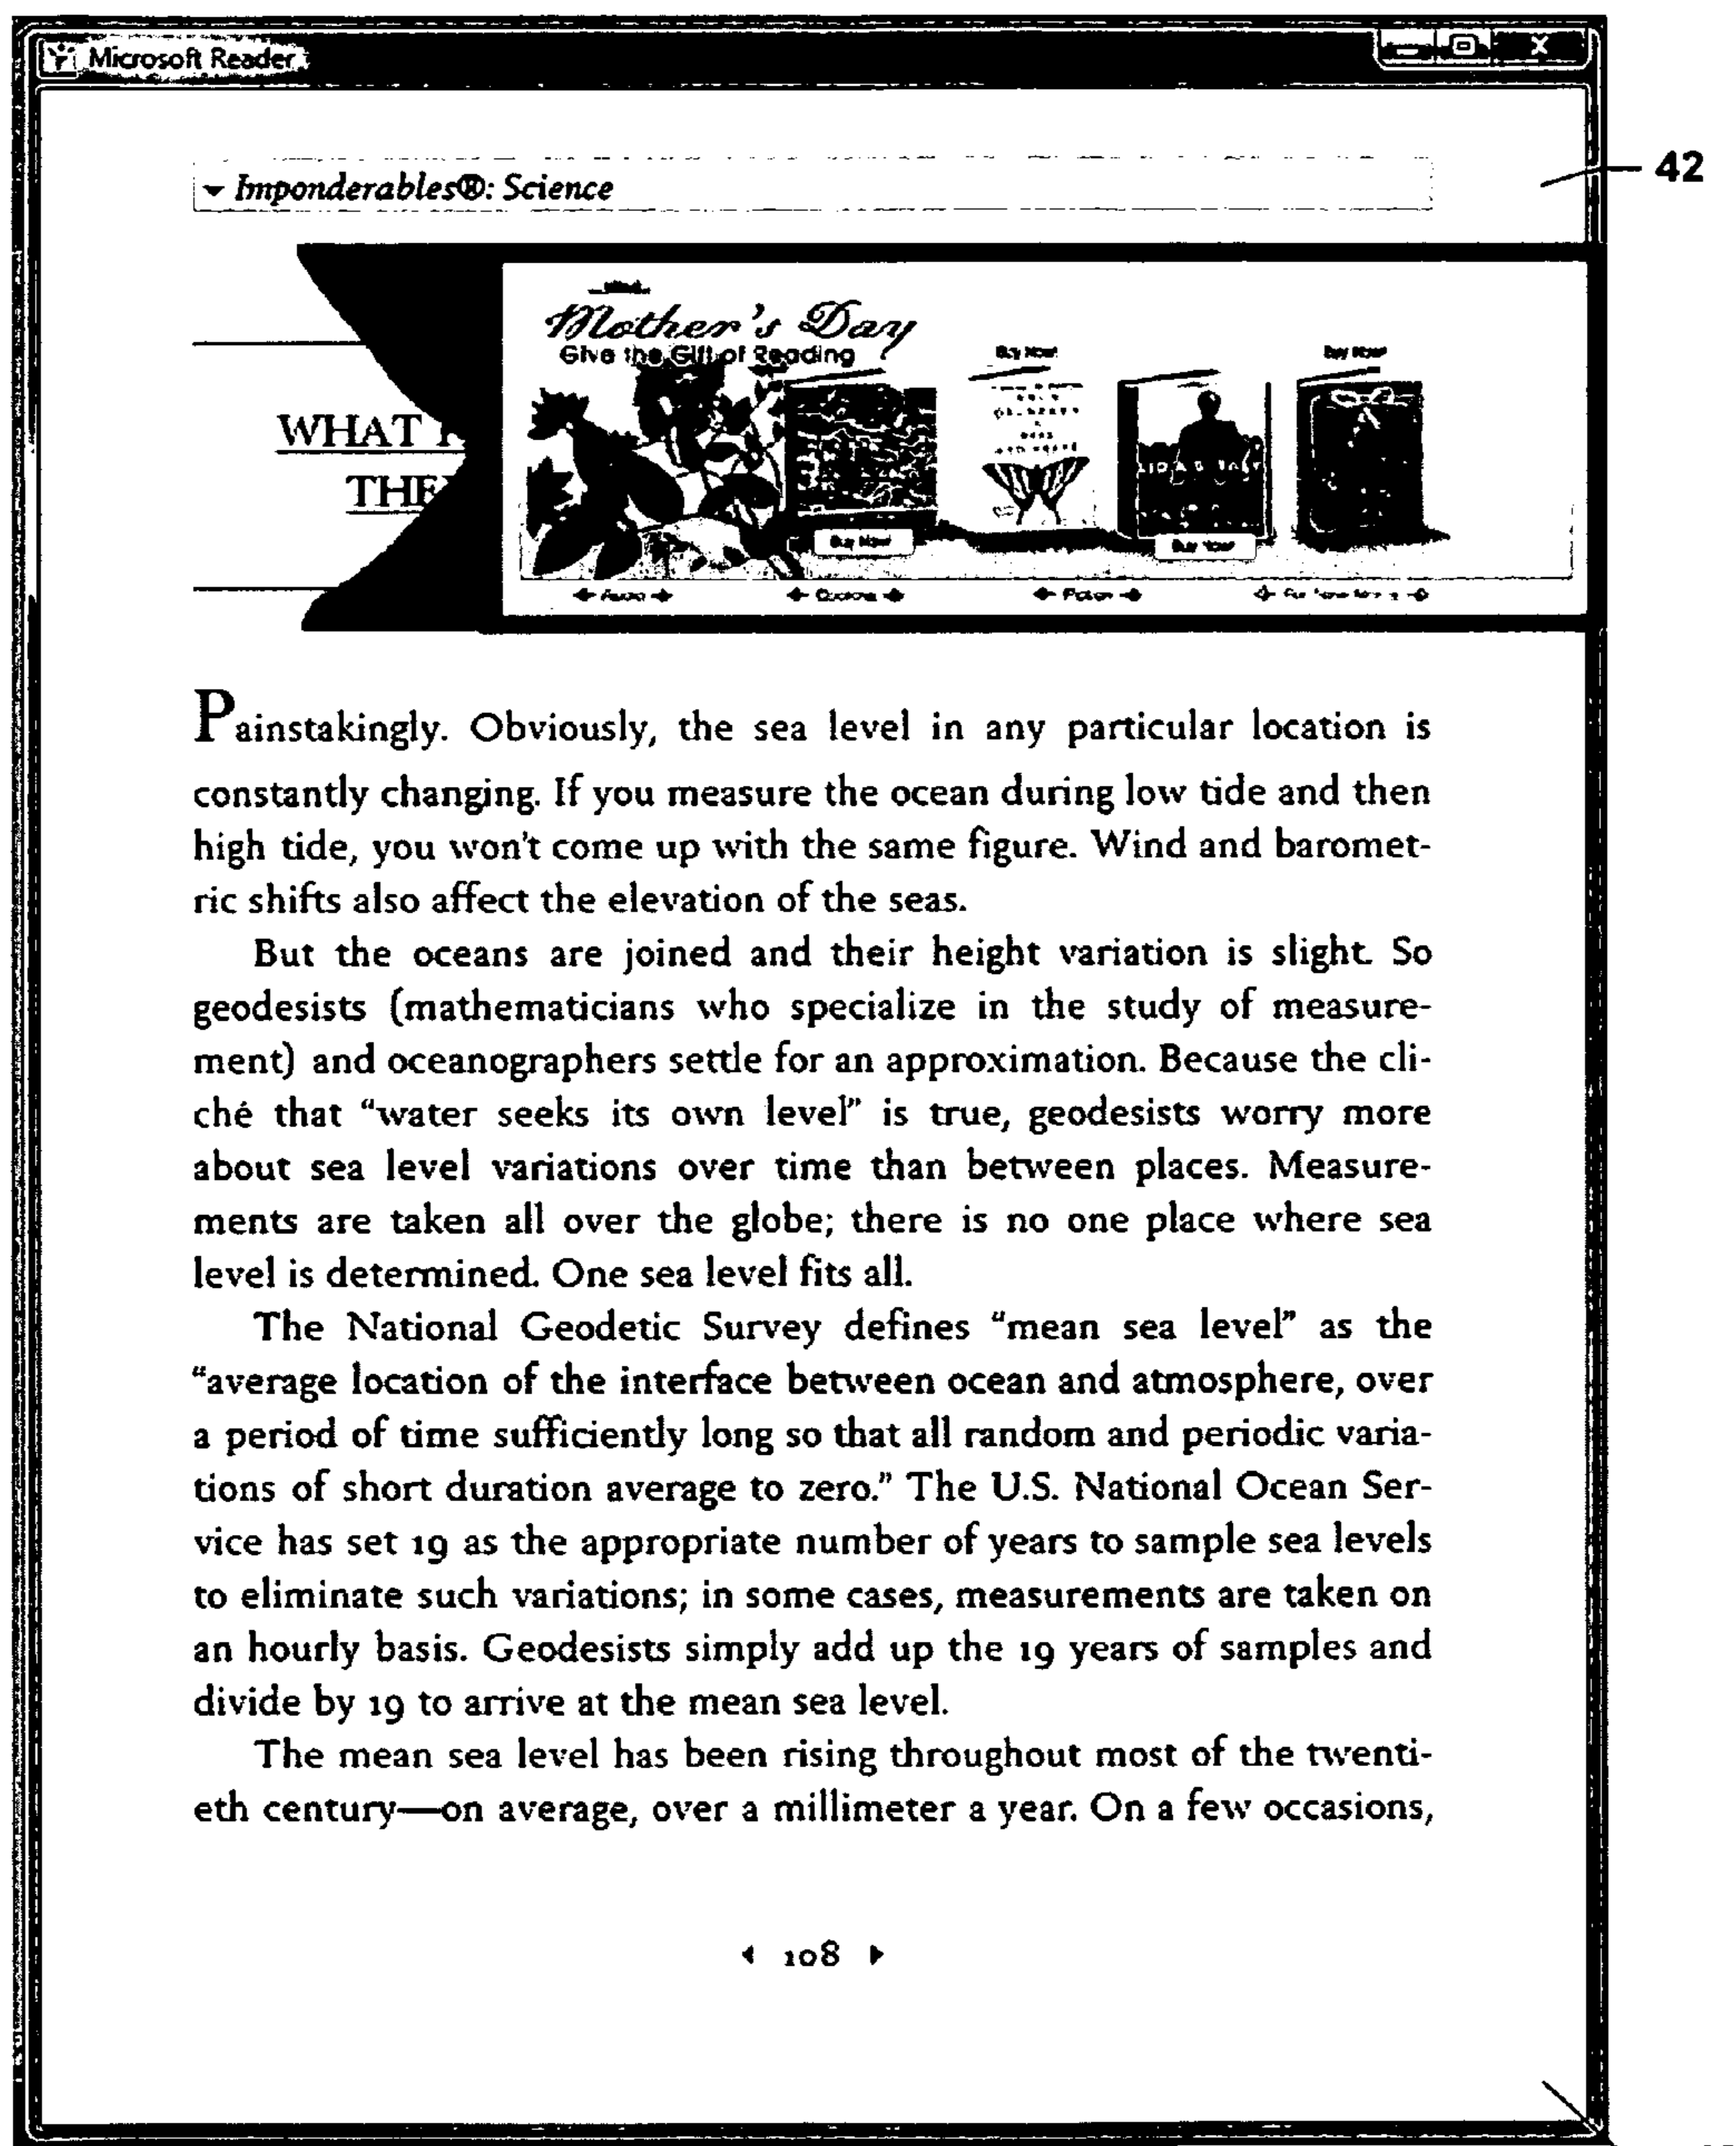 Microsoft Reader
42
Imponderables®: Science
Mother's Day
Give the Gift of Reading
Buy Now!
Buy Now!
WHAT
THE
Buy Now!
Buy Now!
Painstakingly. Obviously, the sea level in any particular location is
constantly changing. If you measure the ocean during low tide and then
high tide, you won't come up with the same figure. Wind and baromet-
ric shifts also affect the elevation of the seas.
But the oceans are joined and their height variation is slight. So
geodesists (mathematicians who specialize in the study of measure-
ment) and oceanographers settle for an approximation. Because the cli-
ché that “water seeks its own level” is true, geodesists worry more
about sea level variations over time than between places. Measure-
ments are taken all over the globe; there is no one place where sea
level is determined. One sea level fits all.
The National Geodetic Survey defines “mean sea level” as the
“average location of the interface between ocean and atmosphere, over
a period of time sufficiently long so that all random and periodic varia-
tions of short duration average to zero.” The U.S. National Ocean Ser-
vice has set 19 as the appropriate number of years to sample sea levels
to eliminate such variations; in some cases, measurements are taken on
an hourly basis. Geodesists simply add up the 19 years of samples and
divide by 19 to arrive at the mean sea level.
The mean sea level has been rising throughout most of the twenti-
eth century—on average, over a millimeter a year. On a few occasions,
108